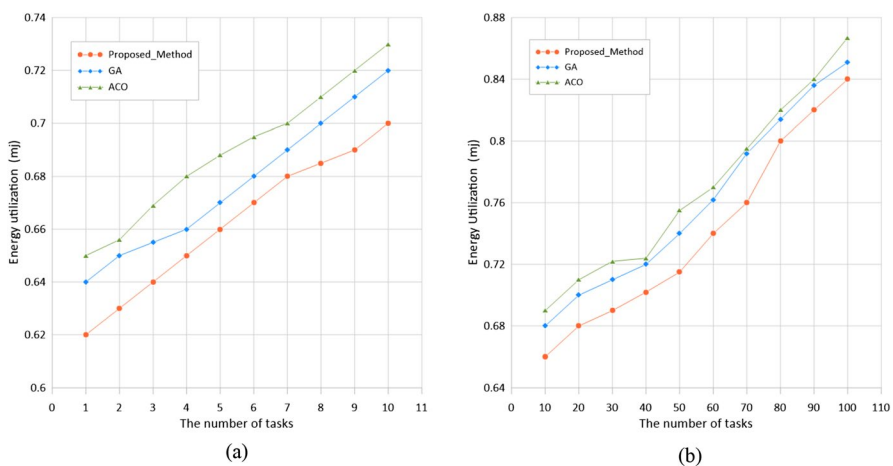 0.74
0.72
0.7
0.68
0.66
0.64
0.62
0.6
Energy utilization (mj)
Proposed_Method
GA
ACO
0 1 2 3 4 5 6 7 8 9 10 11
The number of tasks
(a)
0.88
0.84
0.8
0.76
0.72
0.68
0.64
Energy Utilization (mj)
Proposed_Method
GA
ACO
0 10 20 30 40 50 60 70 80 90 100 110
The number of tasks
(b)